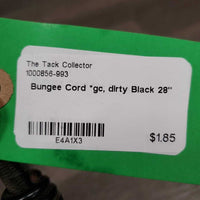 The Tack Collector
1000856-993
Bungee Cord *gc, dirty Black 28"
E4A1X3
$1.85